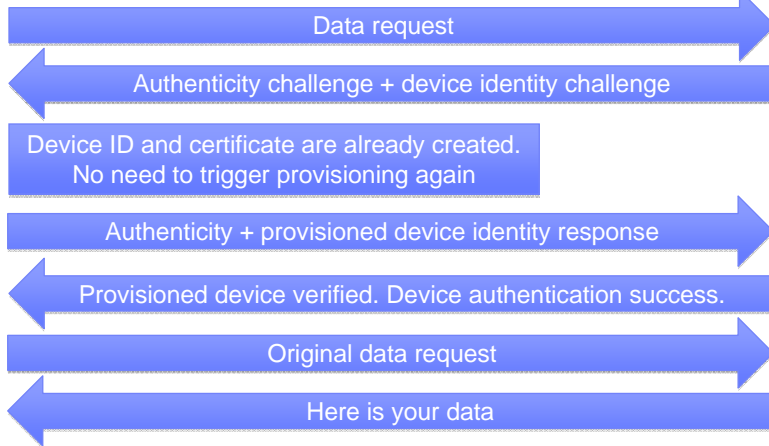 Data request
Authenticity challenge + device identity challenge
Device ID and certificate are already created.
No need to trigger provisioning again
Authenticity + provisioned device identity response
Provisioned device verified. Device authentication success.
Original data request
Here is your data